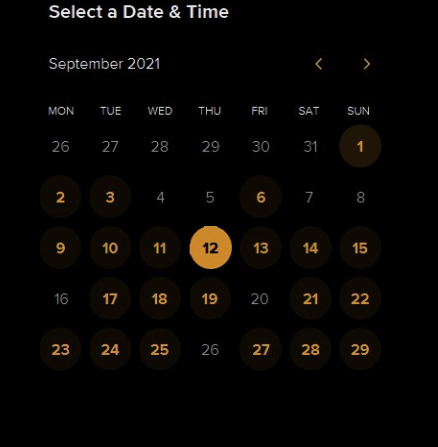 Select a Date & Time
September 2021
MON TUE WED THU FRI SAT SUN
26 27 28 29 30 31 1
2 3 4 5 6 7 8
9 10 11 12 13 14 15
16 17 18 19 20 21 22
23 24 25 26 27 28 29